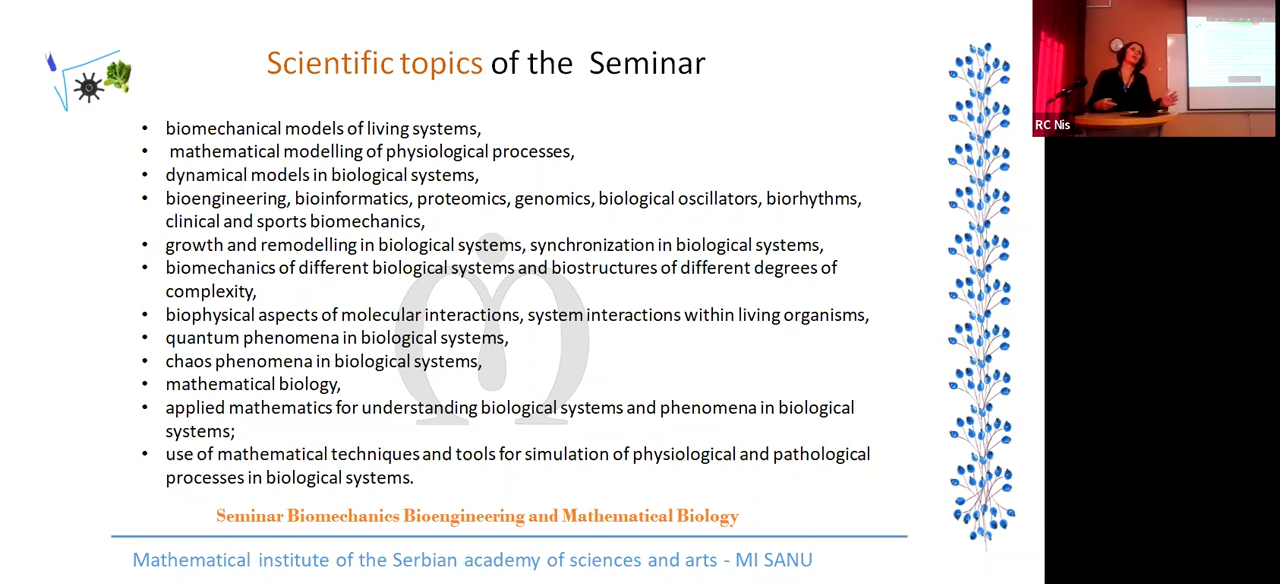 Scientific topics of the Seminar
• biomechanical models of living systems,
• mathematical modelling of physiological processes,
• dynamical models in biological systems,
• bioengineering, bioinformatics, proteomics, genomics, biological oscillators, biorhythms,
clinical and sports biomechanics,
• growth and remodelling in biological systems, synchronization in biological systems,
• biomechanics of different biological systems and biostructures of different degrees of
complexity,
• biophysical aspects of molecular interactions, system interactions within living organisms,
• quantum phenomena in biological systems,
• chaos phenomena in biological systems,
• mathematical biology,
• applied mathematics for understanding biological systems and phenomena in biological
systems;
• use of mathematical techniques and tools for simulation of physiological and pathological
processes in biological systems.
Seminar Biomechanics Bioengineering and Mathematical Biology
Mathematical institute of the Serbian academy of sciences and arts - MI SANU
RC Nis